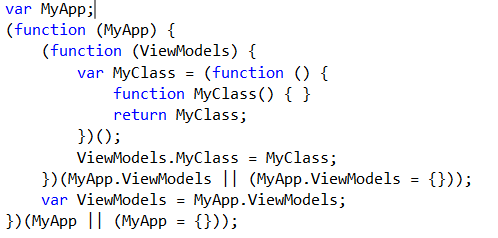 var MyApp;
(function (MyApp) {
    (function (ViewModels) {
        var MyClass = (function () {
            function MyClass() { }
            return MyClass;
        })();
        ViewModels.MyClass = MyClass;
    })(MyApp.ViewModels || (MyApp.ViewModels = {}));
    var ViewModels = MyApp.ViewModels;
})(MyApp || (MyApp = {}));